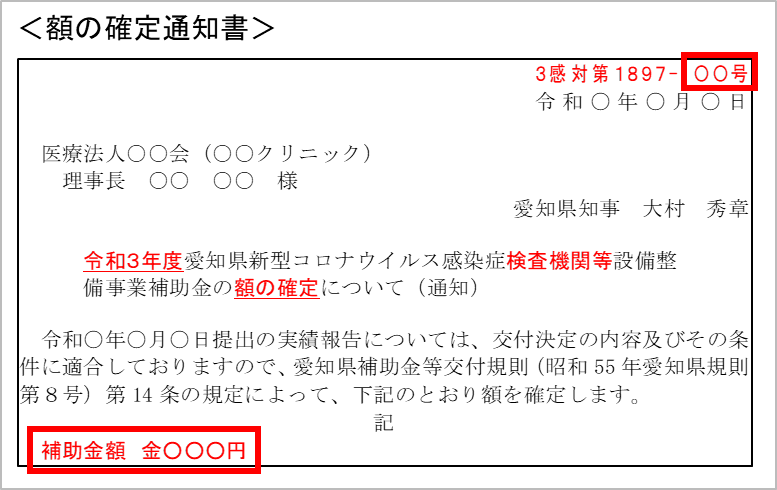 ＜額の確定通知書＞
3感対第1897-〇〇号
令和〇年〇月〇日
医療法人〇〇会（〇〇クリニック）
理事長　〇〇　〇〇　様
愛知県知事　大村　秀章
令和３年度愛知県新型コロナウイルス感染症検査機関等設備整
備事業補助金の額の確定について（通知）
令和〇年〇月〇日提出の実績報告については、交付決定の内容及びその条
件に適合しておりますので、愛知県補助金等交付規則（昭和 55 年愛知県規則
第８号）第 14 条の規定によって、下記のとおり額を確定します。
記
補助金額　金〇〇〇円